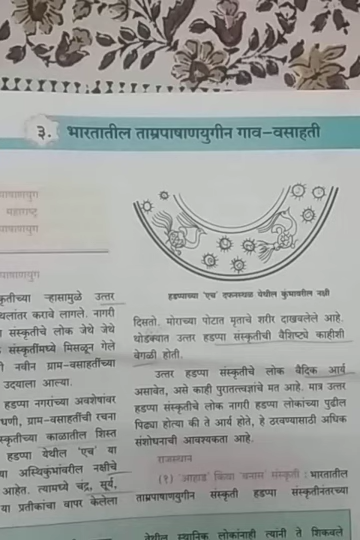 ३. भारतातील ताम्रपाषाणयुगीन गाव-वसाहती
महाराष्ट्र
हडप्पाच्या 'एच' दफनस्थळ येथील कुंभावरील नक्षी
कृतीच्या ऱ्हासामुळे उत्तर
थलांतर करावे लागले. नागरी
संस्कृतीचे लोक जेथे जेथे
संस्कृतींमध्ये मिसळून गेले
नवीन ग्राम-वसाहतींच्या
उदयाला आल्या.
हडप्पा नगरांच्या अवशेषांवर
ग्राम-वसाहतींची रचना
स्कृतीच्या काळातील शिस्त
हडप्पा येथील 'एच' या
या अस्थिकुंभांवरील नक्षीचे
आहेत. त्यामध्ये चंद्र, सूर्य,
या प्रतीकांचा वापर केलेला
दिसतो. मोराच्या पोटात मृताचे शरीर दाखवलेले आहे.
थोडक्यात उत्तर हडप्पा संस्कृतीची वैशिष्ट्ये काहीशी
वेगळी होती.
उत्तर हडप्पा संस्कृतीचे लोक वैदिक आर्य
असावेत, असे काही पुरातत्त्वज्ञांचे मत आहे. मात्र उत्तर
हडप्पा संस्कृतीचे लोक नागरी हडप्पा लोकांच्या पुढील
पिढ्या होत्या की ते आर्य होते, हे ठरवण्यासाठी अधिक
संशोधनाची आवश्यकता आहे.
राजस्थान
(१) 'आहाड' किंवा 'बनास' संस्कृती : भारतातील
ताम्रपाषाणयुगीन संस्कृती हडप्पा संस्कृतीनंतरच्या
येथील स्थानिक लोकांनाही त्यांनी ते शिकवले